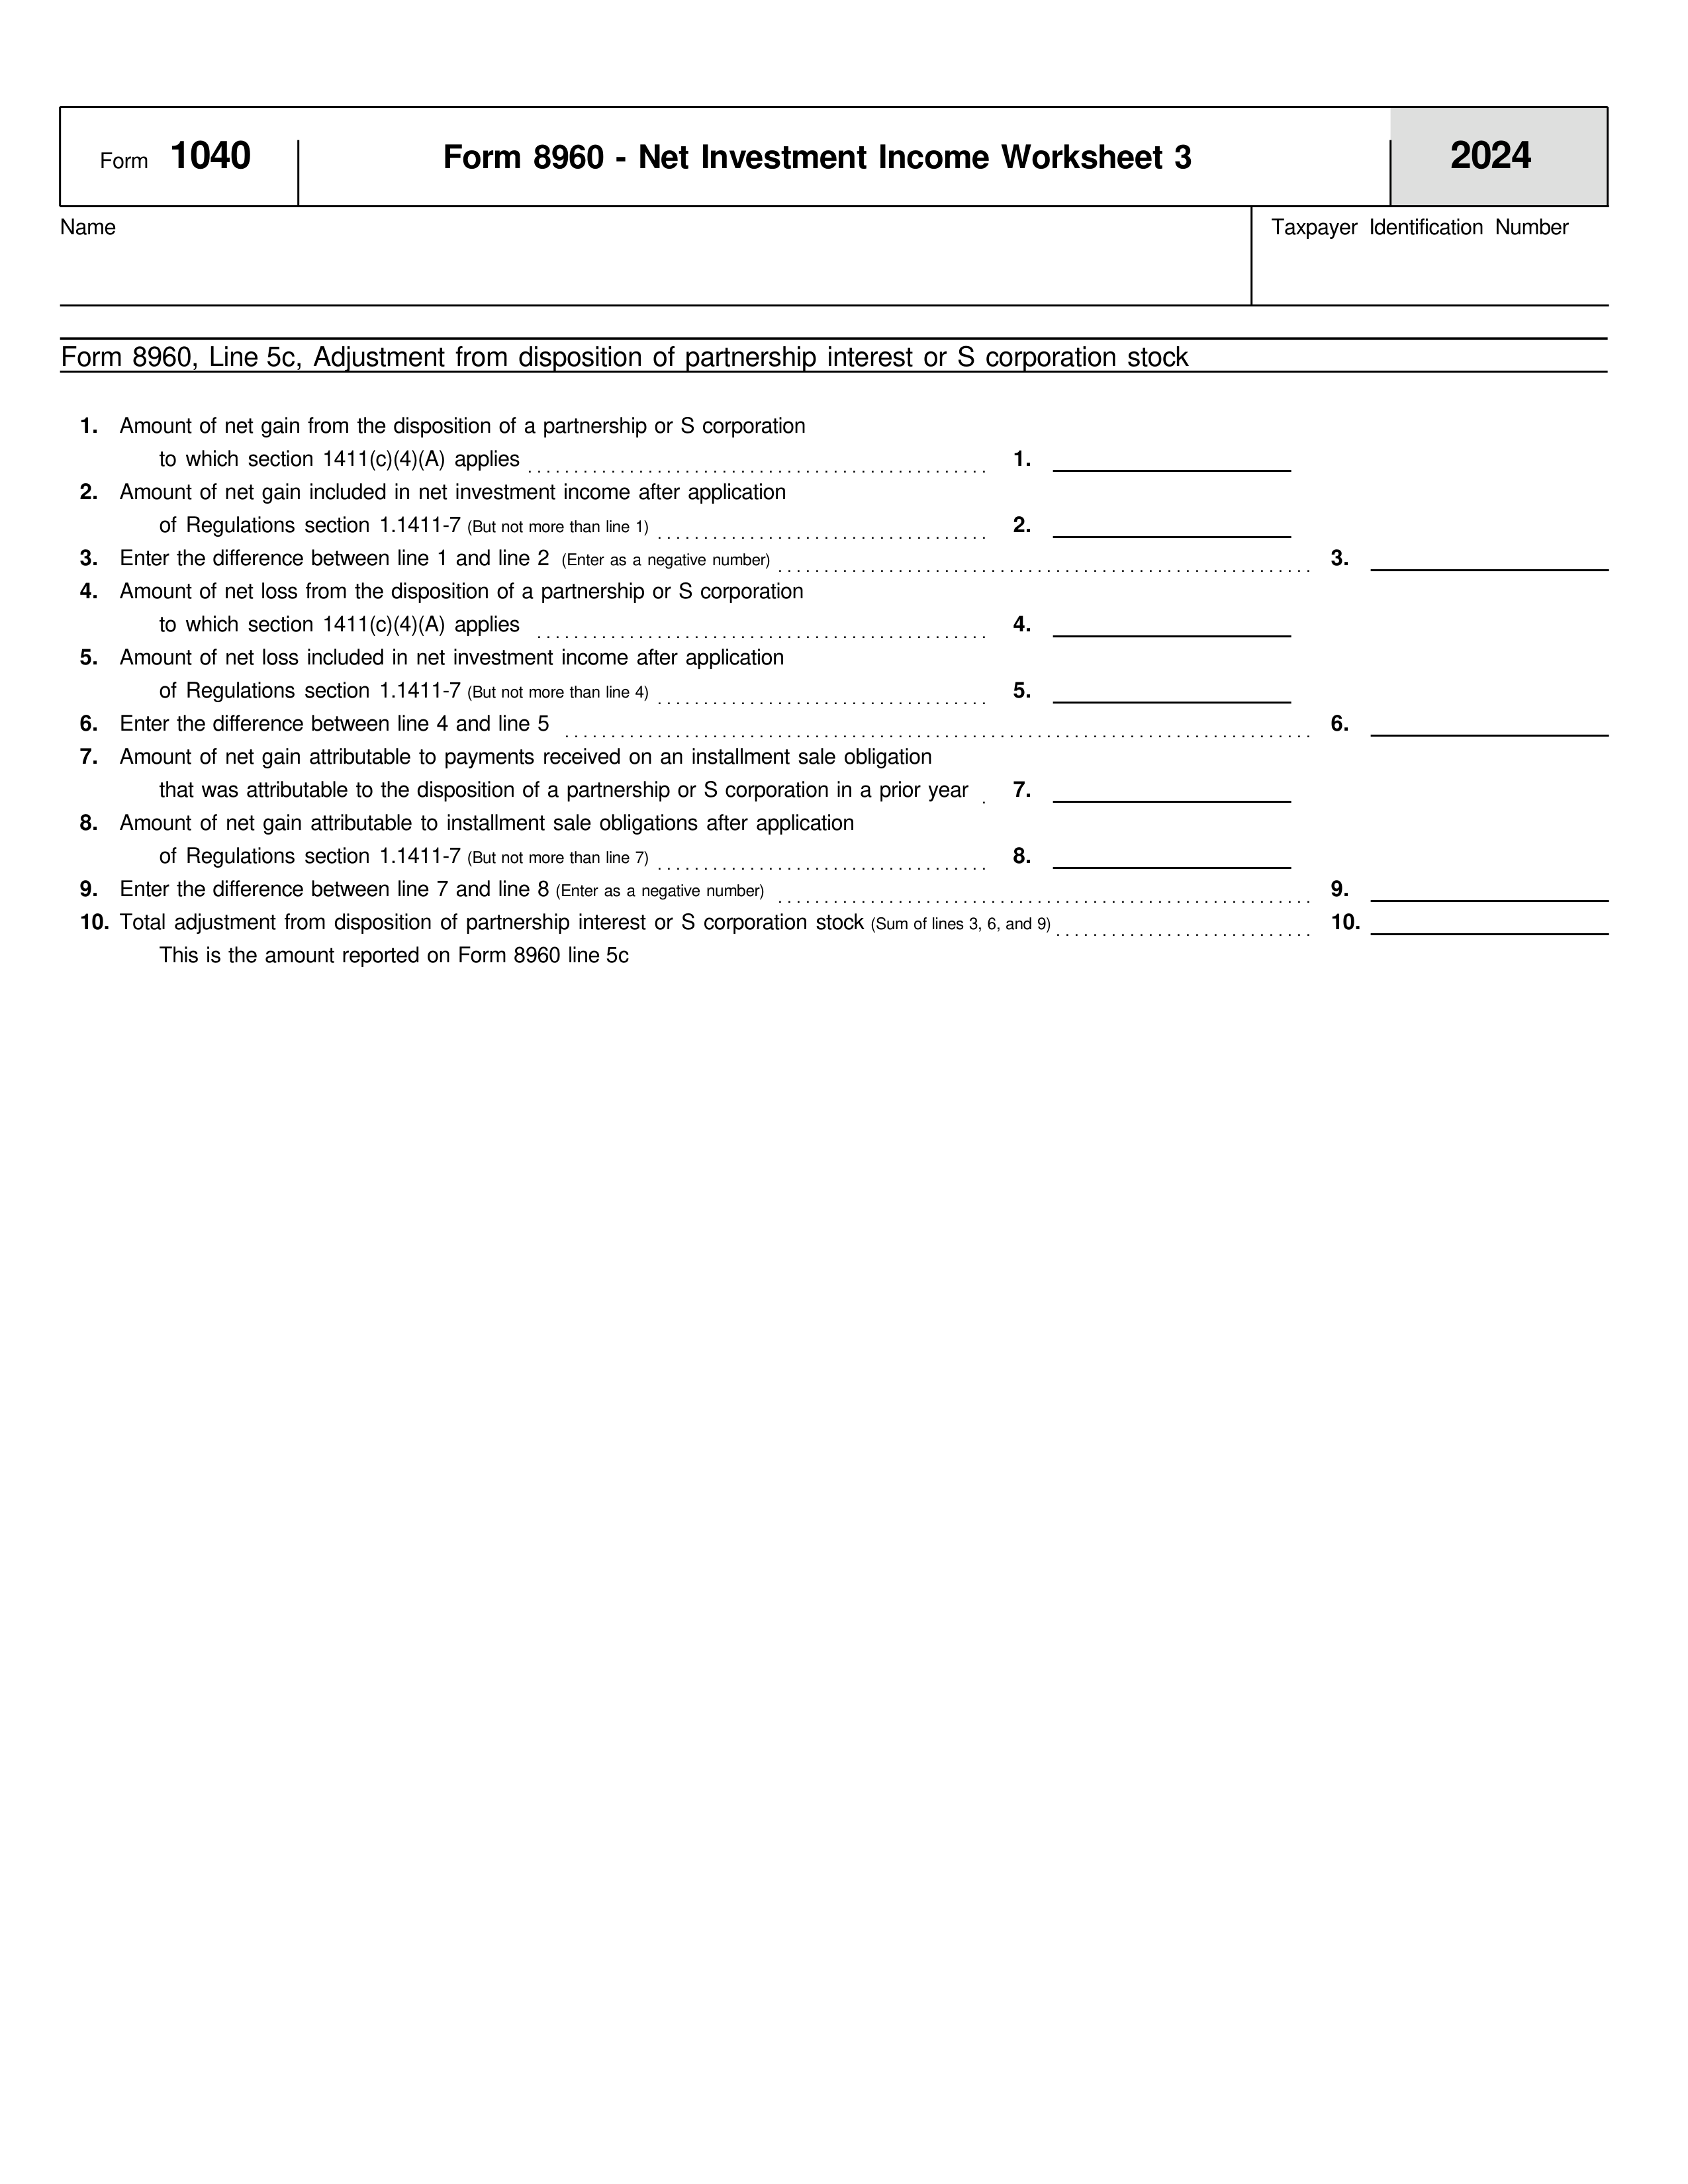 Form 1040
Form 8960 - Net Investment Income Worksheet 3
2024
Name
Taxpayer Identification Number
Form 8960, Line 5c, Adjustment from disposition of partnership interest or S corporation stock
1. Amount of net gain from the disposition of a partnership or S corporation
to which section 1411(c)(4)(A) applies 1.
2. Amount of net gain included in net investment income after application
of Regulations section 1.1411-7 (But not more than line 1) 2.
3. Enter the difference between line 1 and line 2 (Enter as a negative number) 3.
4. Amount of net loss from the disposition of a partnership or S corporation
to which section 1411(c)(4)(A) applies 4.
5. Amount of net loss included in net investment income after application
of Regulations section 1.1411-7 (But not more than line 4) 5.
6. Enter the difference between line 4 and line 5 6.
7. Amount of net gain attributable to payments received on an installment sale obligation
that was attributable to the disposition of a partnership or S corporation in a prior year 7.
8. Amount of net gain attributable to installment sale obligations after application
of Regulations section 1.1411-7 (But not more than line 7) 8.
9. Enter the difference between line 7 and line 8 (Enter as a negative number) 9.
10. Total adjustment from disposition of partnership interest or S corporation stock (Sum of lines 3, 6, and 9) 10.
This is the amount reported on Form 8960 line 5c